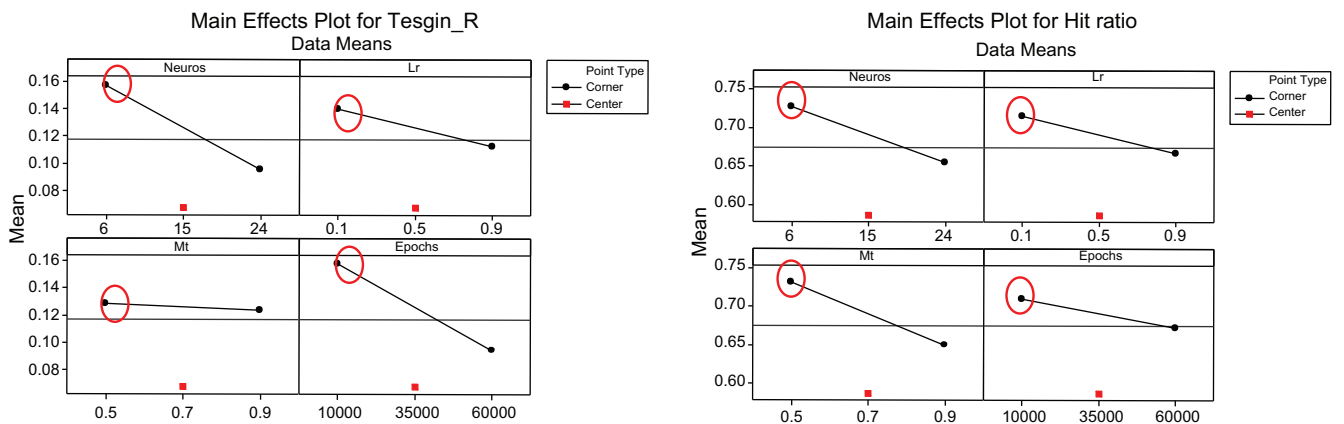 Main Effects Plot for Tesgin_R
Data Means
Neuros Lr
Point Type
Corner
Center
0.16
0.14
0.12
0.10
0.08
6 15 24 0.1 0.5 0.9
Mean
Mt Epochs
0.16
0.14
0.12
0.10
0.08
0.5 0.7 0.9 10000 35000 60000
Main Effects Plot for Hit ratio
Data Means
Neuros Lr
Point Type
Corner
Center
0.75
0.70
0.65
0.60
6 15 24 0.1 0.5 0.9
Mean
Mt Epochs
0.75
0.70
0.65
0.60
0.5 0.7 0.9 10000 35000 60000